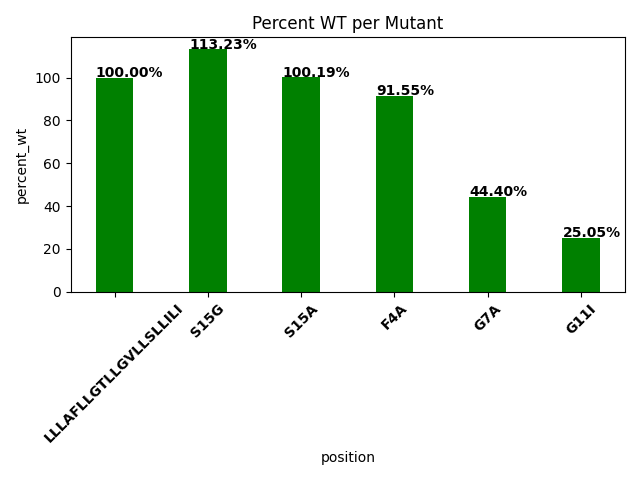 Percent WT per Mutant
percent_wt
100
80
60
40
20
0
100.00%
113.23%
100.19%
91.55%
44.40%
25.05%
LLLAFLLGTLLGVLLSLLILI
S15G
S15A
F4A
G7A
G11I
position